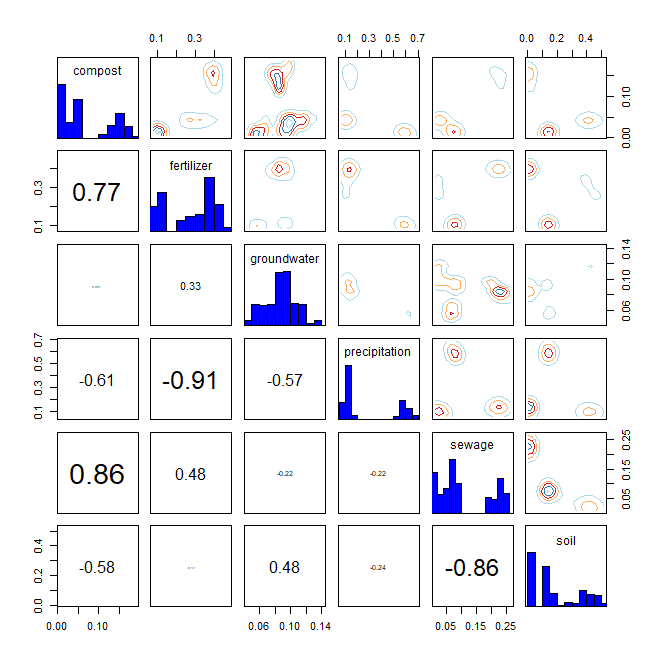 0.1 0.3 0.1 0.3 0.5 0.7 0.0 0.2 0.4
compost
0.00 0.10
fertilizer
0.1 0.3
0.77
groundwater
0.06 0.10 0.14
0.33
precipitation
0.1 0.3 0.5 0.7
-0.61 -0.91 -0.57
sewage
0.05 0.15 0.25
0.86 0.48 -0.22 -0.22
soil
0.0 0.2 0.4
-0.58 0.48 -0.24 -0.86
0.00 0.10 0.06 0.10 0.14 0.05 0.15 0.25